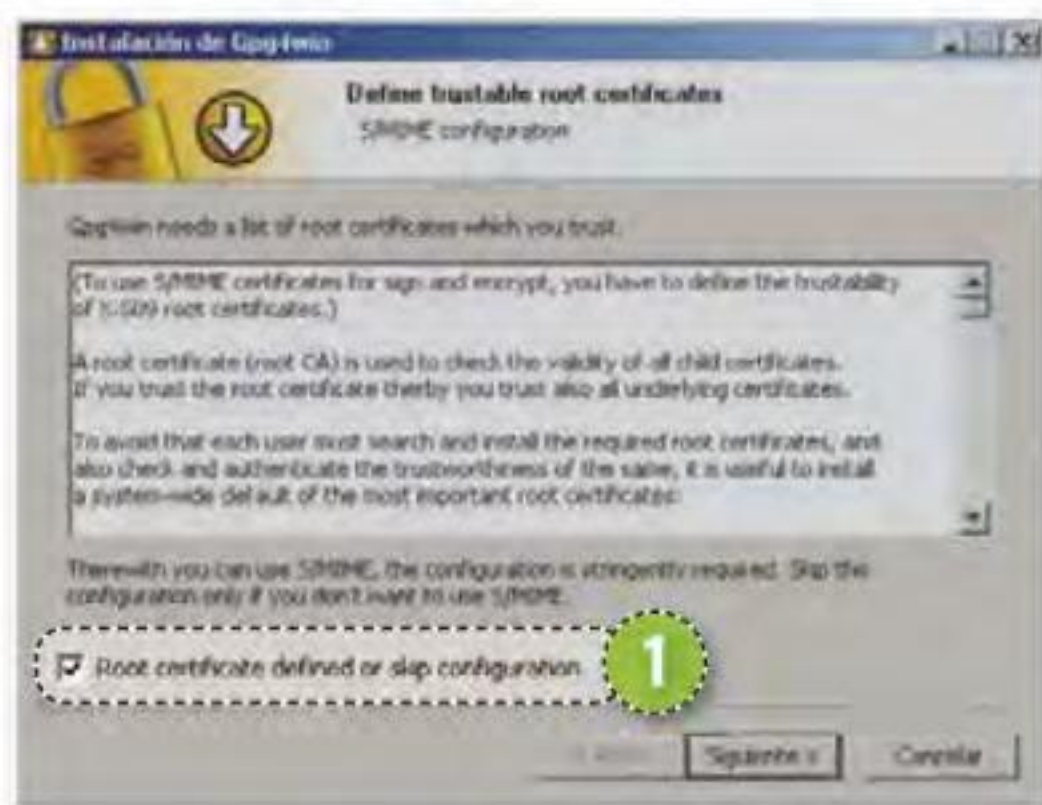 Instalación de Gpg4win
Define trustable root certificates
S/MIME configuration
Gpg4win needs a list of root certificates which you trust.
(To use S/MIME certificates for sign and encrypt, you have to define the trustability
of X.509 root certificates.)
A root certificate (root CA) is used to check the validity of all child certificates.
If you trust the root certificate therby you trust also all underlying certificates.
To avoid that each user must search and install the required root certificates, and
also check and authenticate the trustworthiness of the same, it is useful to install
a system-wide default of the most important root certificates:
Therewith you can use S/MIME, the configuration is stringently required. Skip this
configuration only if you don't want to use S/MIME.
Root certificate defined or skip configuration
1
Siguiente >
Cancelar